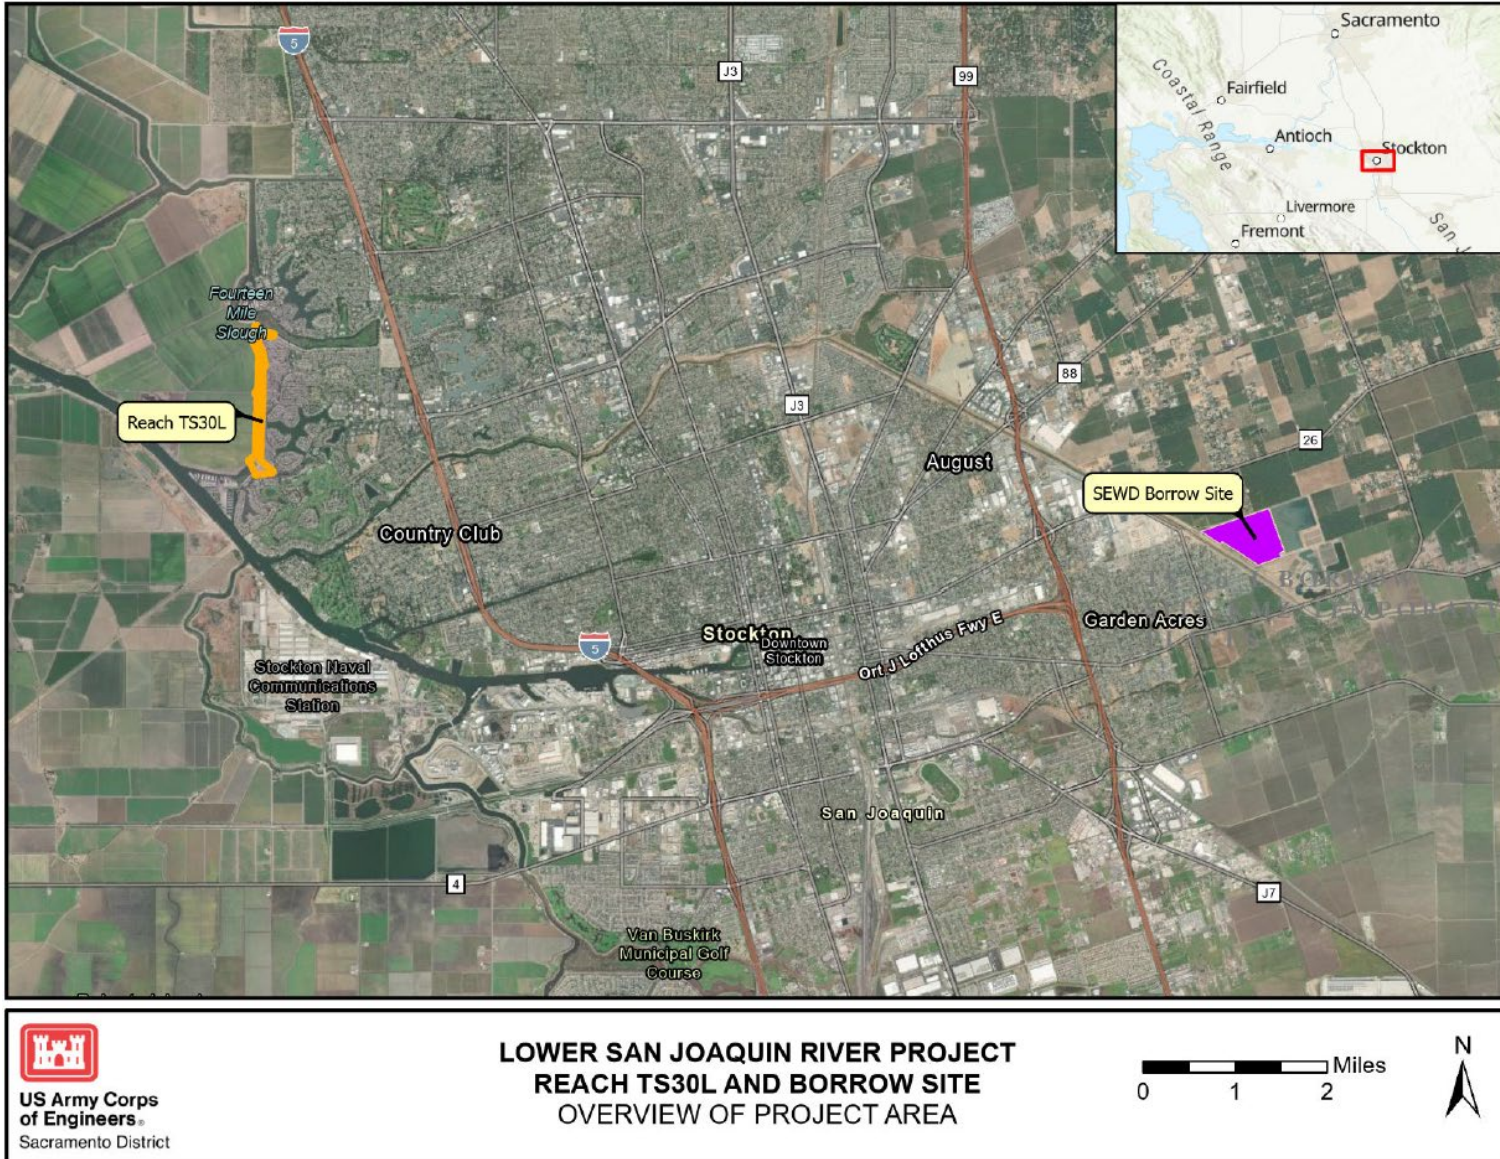 5
J3
99
Sacramento
Coastal Range
Fairfield
Antioch
Stockton
Livermore
San J
Fremont
Fourteen
Mile
Slough
Reach TS30L
88
J3
26
August
SEWD Borrow Site
Country Club
Garden Acres
Stockton
Downtown
Stockton
Ort J Lofthus Fwy E
5
Stockton Naval
Communications
Station
San Joaquin
4
J7
Van Buskirk
Municipal Golf
Course
US Army Corps
of Engineers®
Sacramento District
LOWER SAN JOAQUIN RIVER PROJECT
REACH TS30L AND BORROW SITE
OVERVIEW OF PROJECT AREA
Miles
0 1 2
N